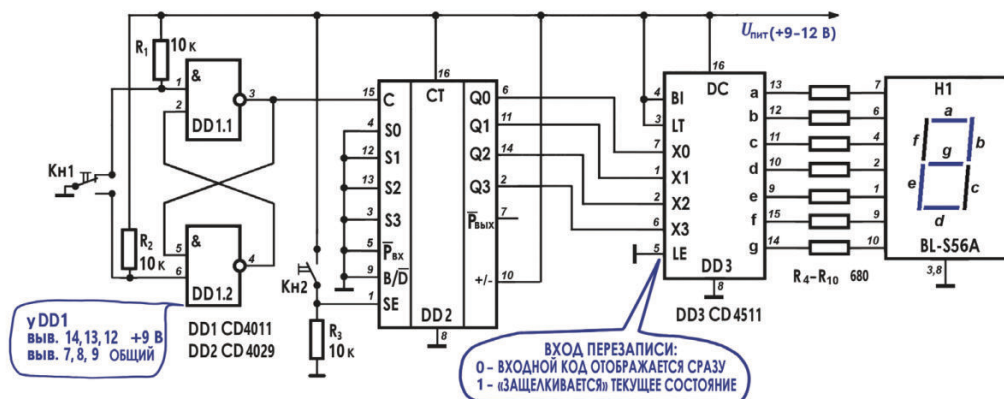 Uпит (+9–12 В)
R1 10 к
1 & 3
2
DD1.1
Кн1
R2
10 к
5 & 4
6
DD1.2
у DD1
выв. 14, 13, 12 +9 В
выв. 7, 8, 9 ОБЩИЙ
DD1 CD4011
DD2 CD 4029
Кн2
R3
10 к
16
CT
15 C Q0 6
4 S0 Q1 11
12 S1 Q2 14
13 S2 Q3 2
3 S3 P̅вых 7
5 P̅вх
9 B/D̅ +/- 10
1 SE
DD2
8
16
DC
4 BI a 13
3 LT b 12
7 X0 c 11
1 X1 d 10
2 X2 e 9
6 X3 f 15
5 LE g 14
DD3
8
DD3 CD 4511
R4–R10 680
7
6
4
2
1
9
10
H1
a
f b
g
e c
d
BL-S56A
3,8
ВХОД ПЕРЕЗАПИСИ:
0 – ВХОДНОЙ КОД ОТОБРАЖАЕТСЯ СРАЗУ
1 – «ЗАЩЕЛКИВАЕТСЯ» ТЕКУЩЕЕ СОСТОЯНИЕ